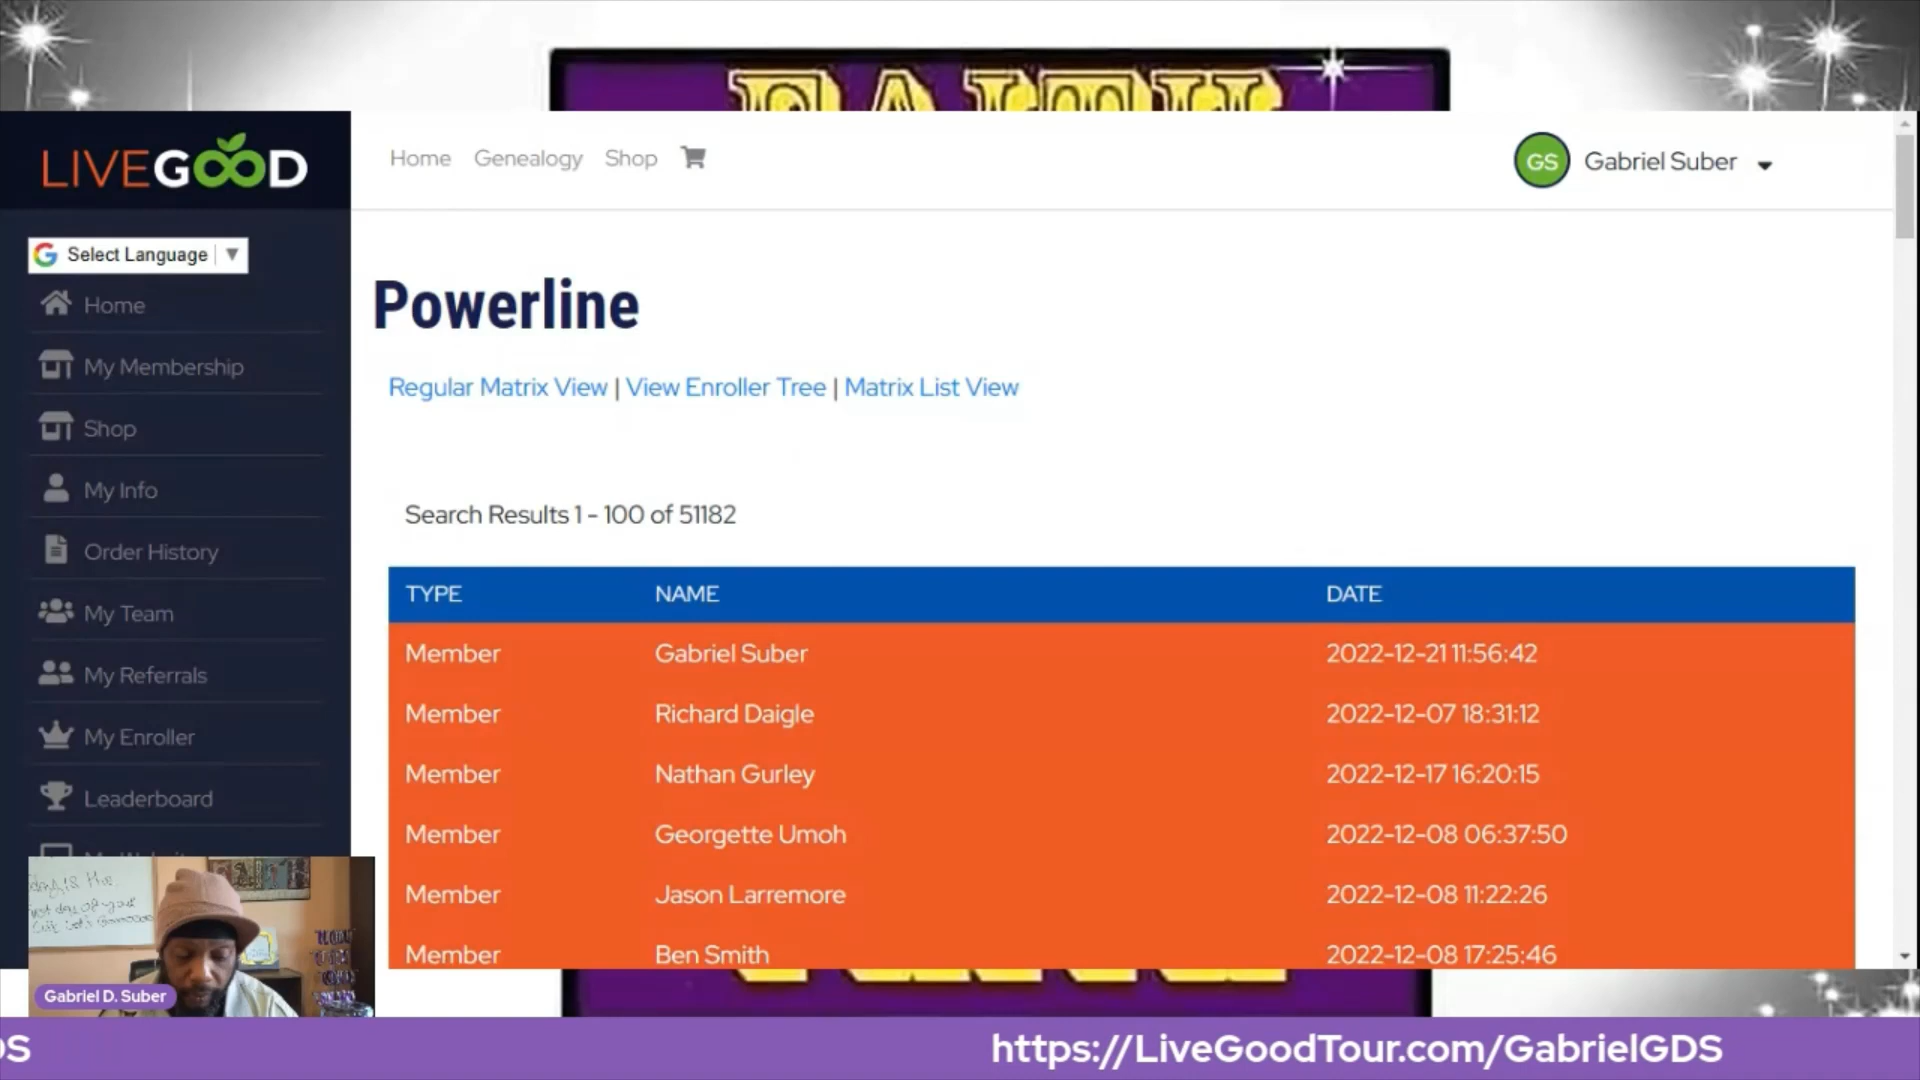 FAITH
LIVEGOOD
Home Genealogy Shop
GS Gabriel Suber
Select Language ▼
Home
My Membership
Shop
My Info
Order History
My Team
My Referrals
My Enroller
Leaderboard
Powerline
Regular Matrix View | View Enroller Tree | Matrix List View
Search Results 1 - 100 of 51182
TYPE NAME DATE
Member Gabriel Suber 2022-12-21 11:56:42
Member Richard Daigle 2022-12-07 18:31:12
Member Nathan Gurley 2022-12-17 16:20:15
Member Georgette Umoh 2022-12-08 06:37:50
Member Jason Larremore 2022-12-08 11:22:26
Member Ben Smith 2022-12-08 17:25:46
Gabriel D. Suber
DS https://LiveGoodTour.com/GabrielGDS